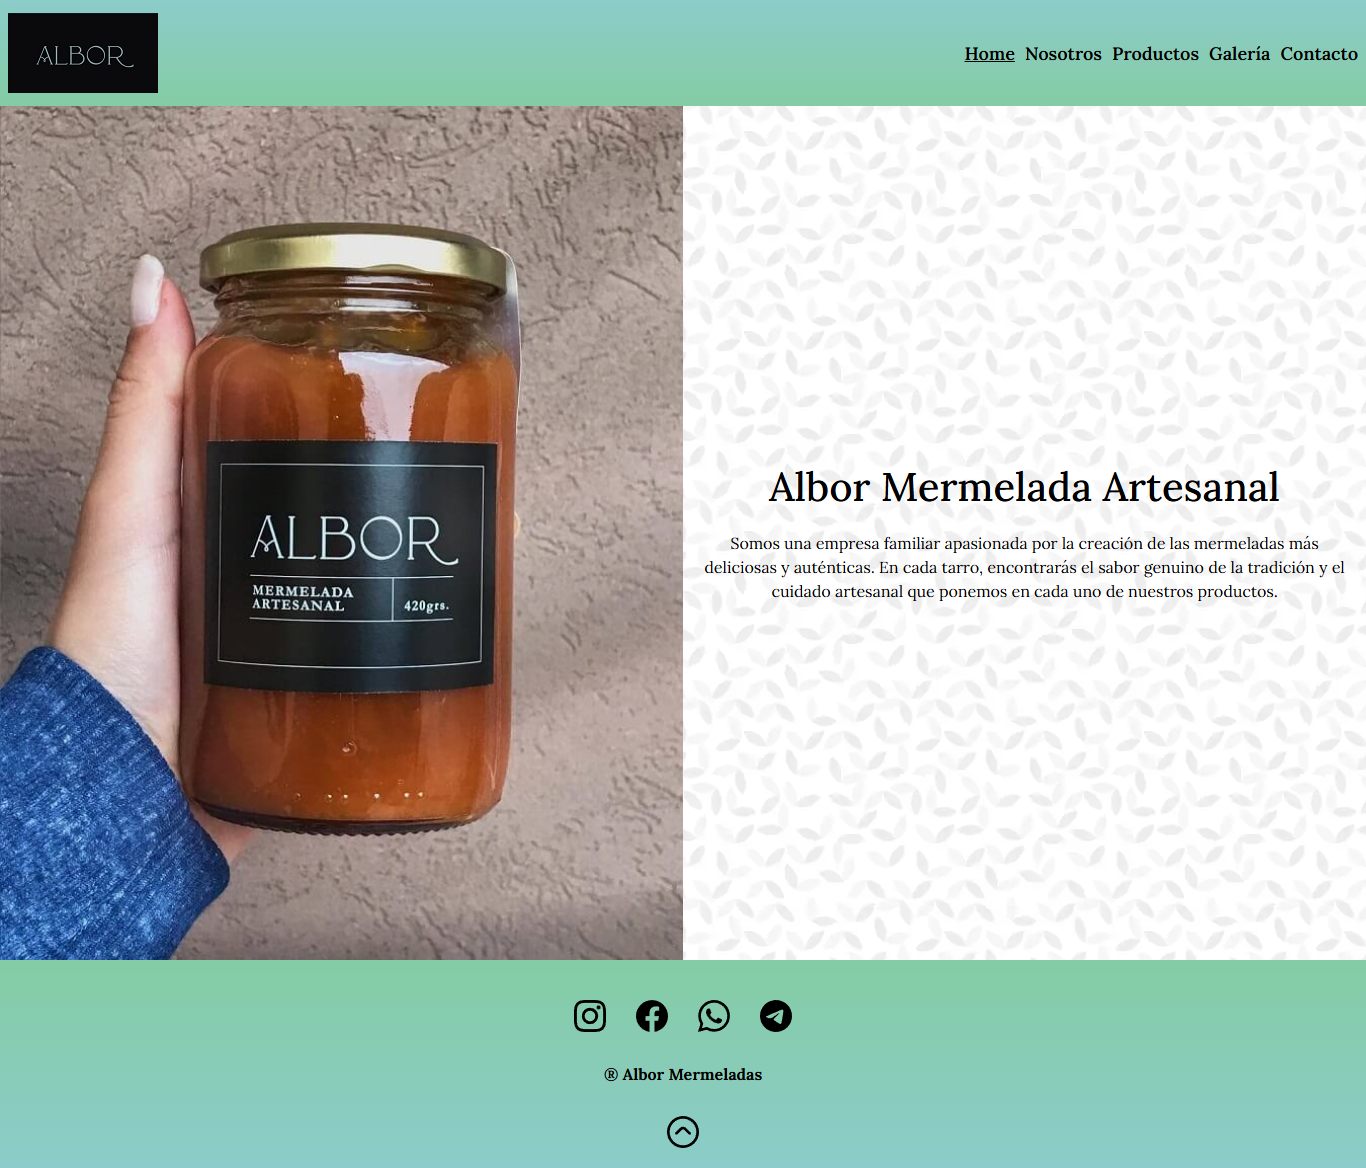 ALBOR
Home Nosotros Productos Galería Contacto
ALBOR
MERMELADA
ARTESANAL
420grs.
Albor Mermelada Artesanal
Somos una empresa familiar apasionada por la creación de las mermeladas más
deliciosas y auténticas. En cada tarro, encontrarás el sabor genuino de la tradición y el
cuidado artesanal que ponemos en cada uno de nuestros productos.
® Albor Mermeladas